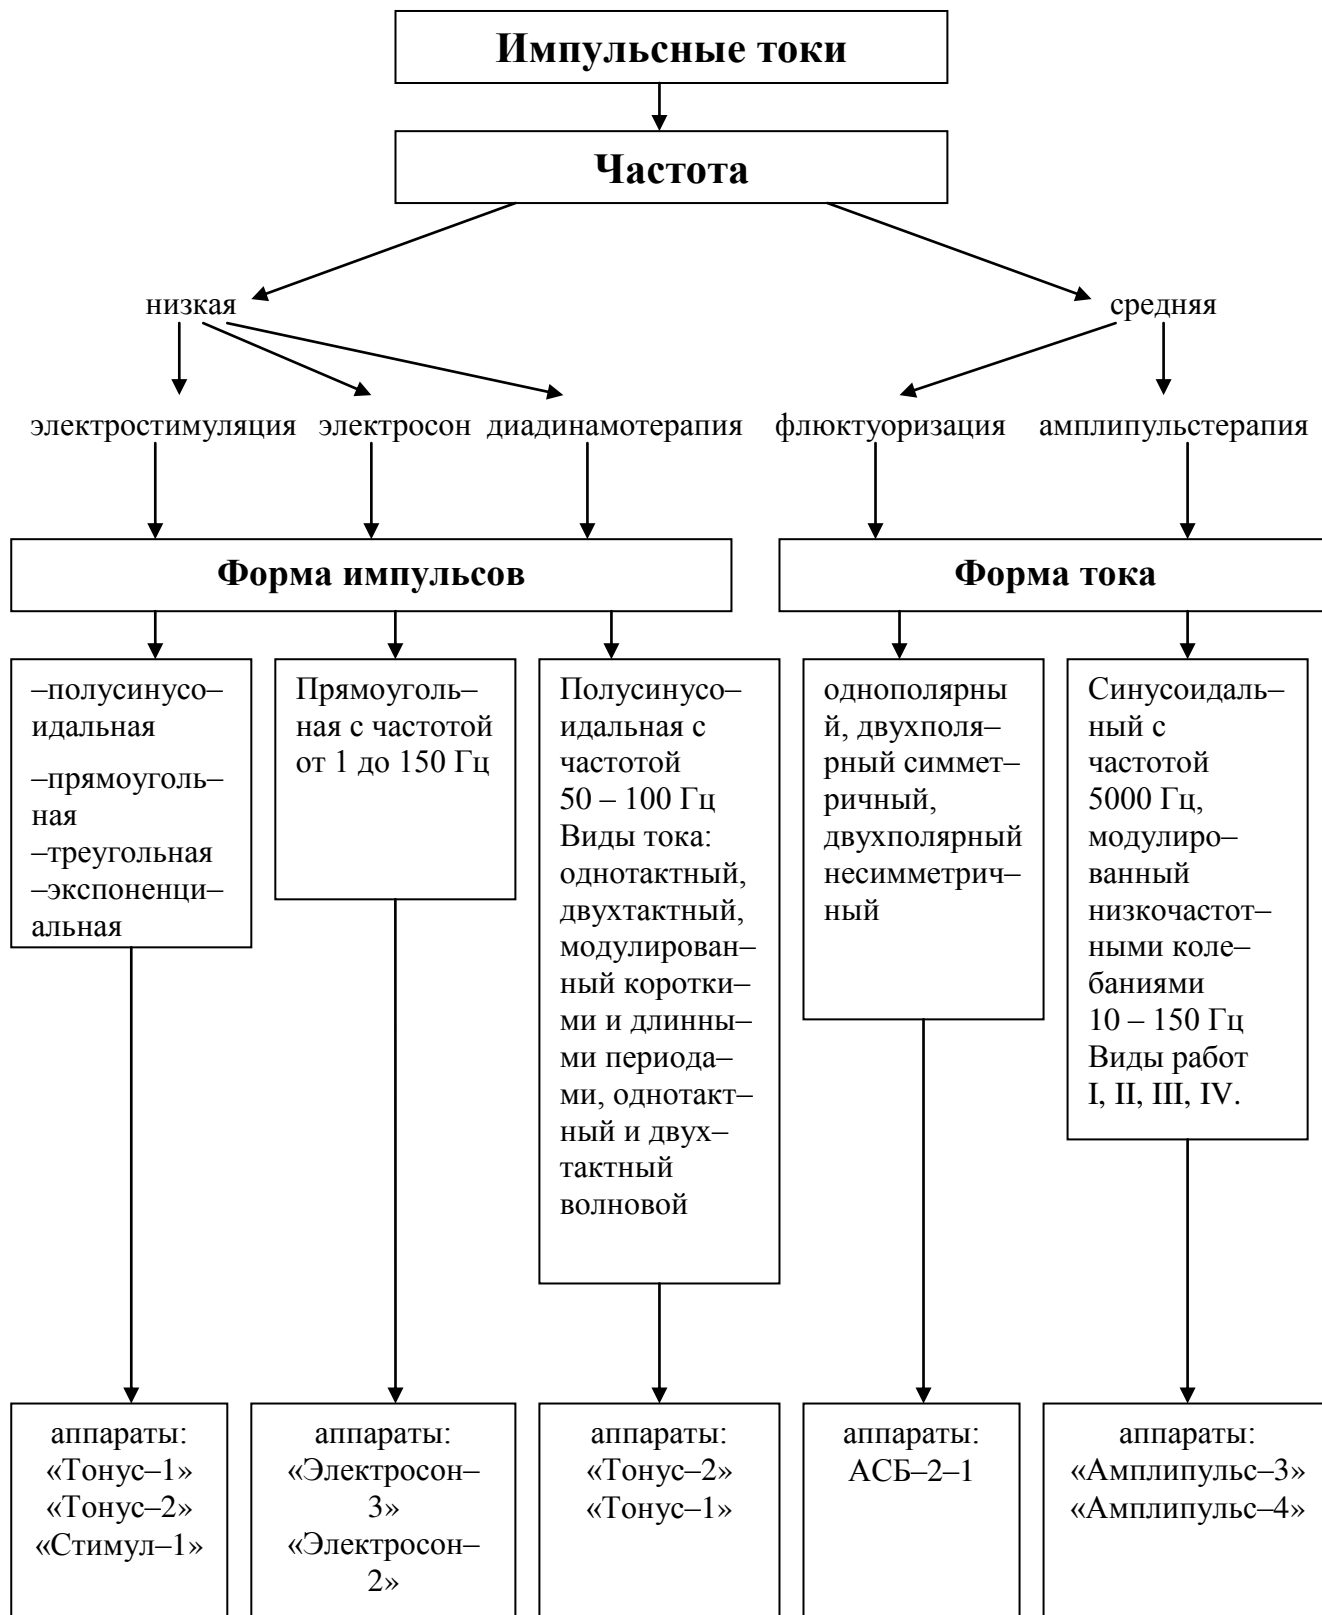 Импульсные токи
Частота
низкая
средняя
электростимуляция
электросон
диадинамотерапия
флюктуоризация
амплипульстерапия
Форма импульсов
Форма тока
–полусинусо–
идальная
–прямоуголь–
ная
–треугольная
–экспоненци–
альная
Прямоуголь–
ная с частотой
от 1 до 150 Гц
Полусинусо–
идальная с
частотой
50 – 100 Гц
Виды тока:
однотактный,
двухтактный,
модулирован–
ный коротки–
ми и длинны–
ми периода–
ми, однотакт–
ный и двух–
тактный
волновой
однополярны
й, двухполя–
рный симмет–
ричный,
двухполярный
несимметрич–
ный
Синусоидаль–
ный с
частотой
5000 Гц,
модулиро–
ванный
низкочастот–
ными коле–
баниями
10 – 150 Гц
Виды работ
I, II, III, IV.
аппараты:
«Тонус–1»
«Тонус–2»
«Стимул–1»
аппараты:
«Электросон–
3»
«Электросон–
2»
аппараты:
«Тонус–2»
«Тонус–1»
аппараты:
АСБ–2–1
аппараты:
«Амплипульс–3»
«Амплипульс–4»